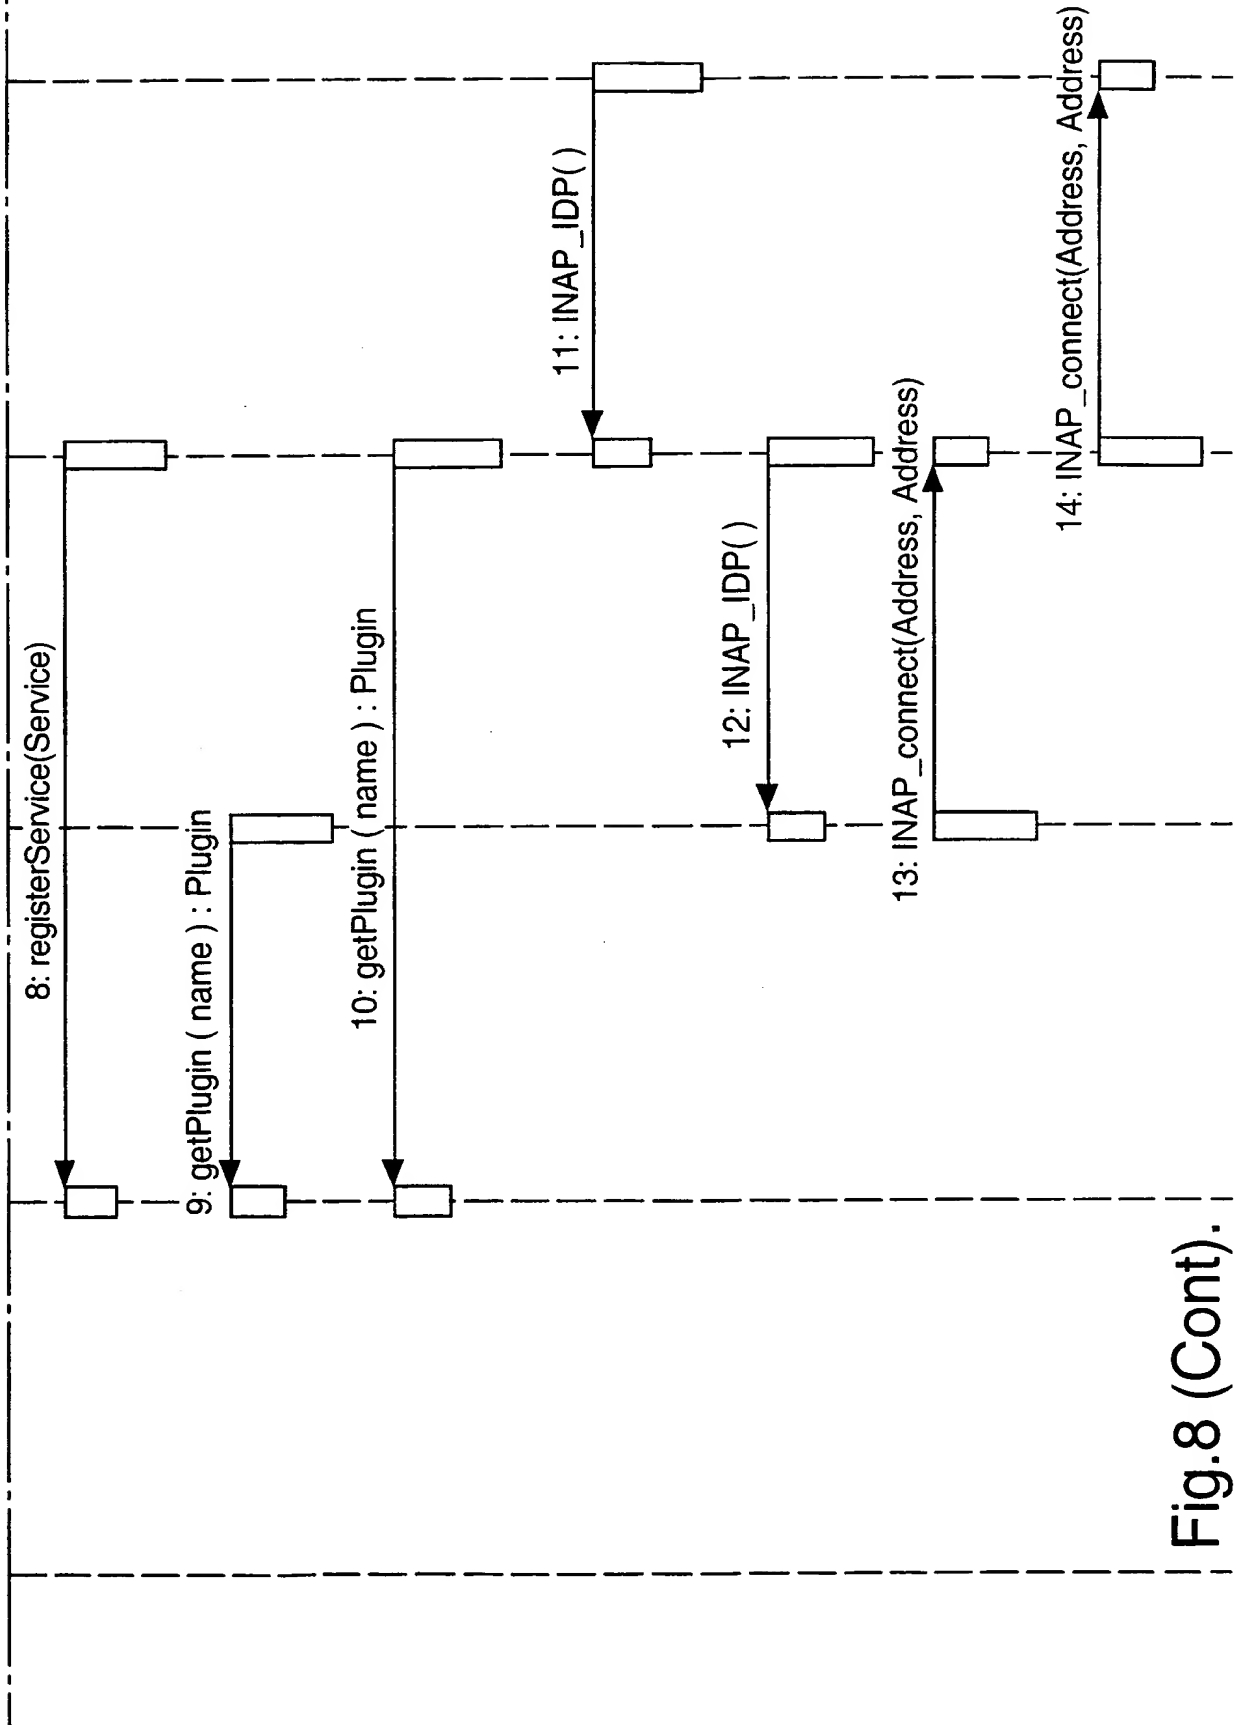 8: registerService(Service)
9: getPlugin ( name ) : Plugin
10: getPlugin ( name ) : Plugin
11: INAP_IDP( )
12: INAP_IDP( )
13: INAP_connect(Address, Address)
14: INAP_connect(Address, Address)
Fig.8 (Cont).